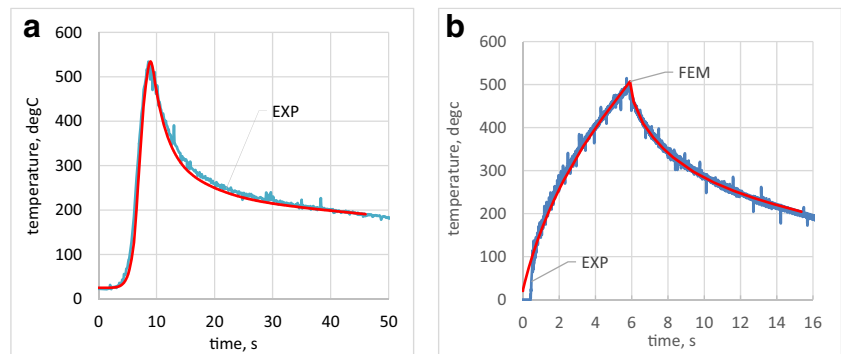 a
600
500
400
300
200
100
0
temperature, degC
EXP
0 10 20 30 40 50
time, s
b
600
500
400
300
200
100
0
temperature, degc
FEM
EXP
0 2 4 6 8 10 12 14 16
time, s